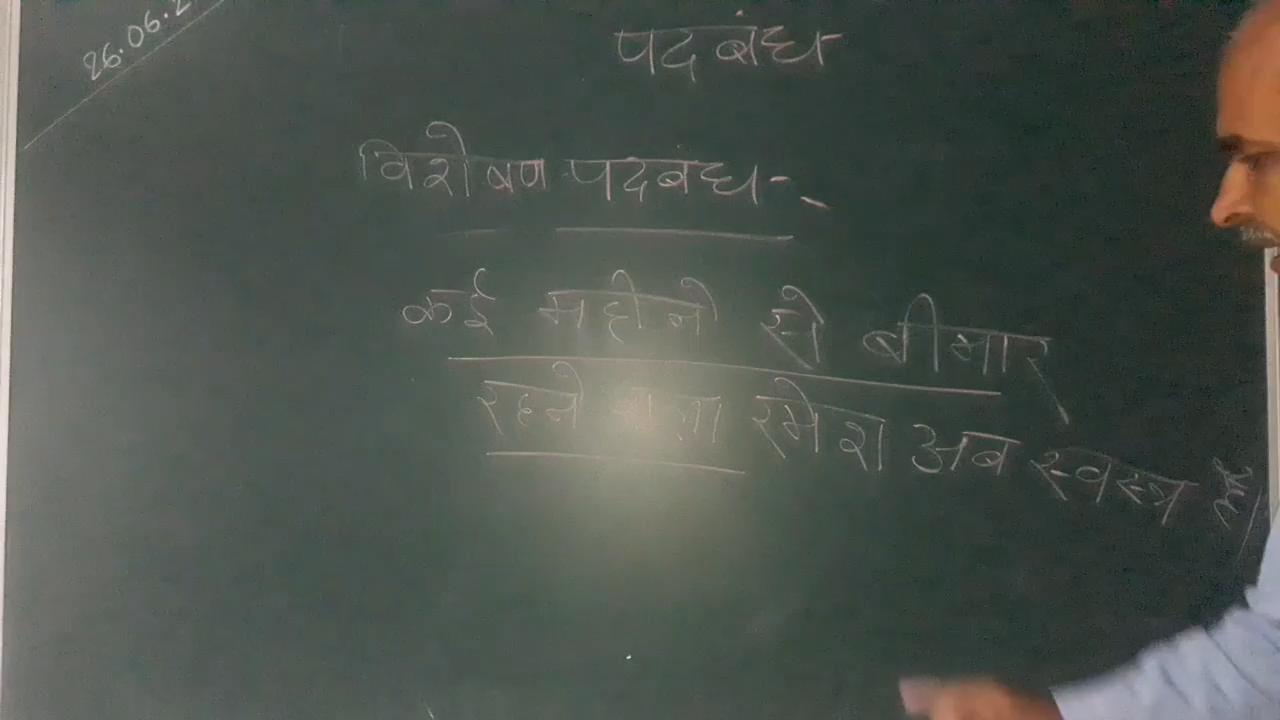 26.06.2
पदबंध
विशेषण पदबंध:-
कई महीनो से बीमार
रहने वाला रमेश अब स्वस्थ है।